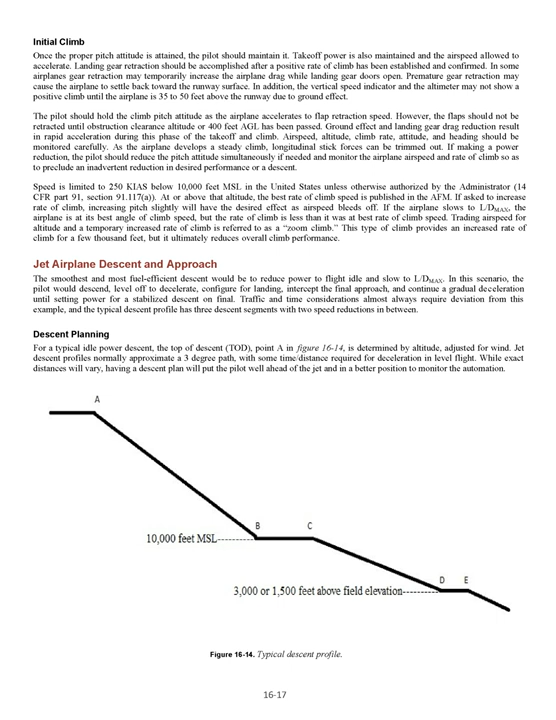 Initial Climb
Once the proper pitch attitude is attained, the pilot should maintain it. Takeoff power is also maintained and the airspeed allowed to
accelerate. Landing gear retraction should be accomplished after a positive rate of climb has been established and confirmed. In some
airplanes gear retraction may temporarily increase the airplane drag while landing gear doors open. Premature gear retraction may
cause the airplane to settle back toward the runway surface. In addition, the vertical speed indicator and the altimeter may not show a
positive climb until the airplane is 35 to 50 feet above the runway due to ground effect.
The pilot should hold the climb pitch attitude as the airplane accelerates to flap retraction speed. However, the flaps should not be
retracted until obstruction clearance altitude or 400 feet AGL has been passed. Ground effect and landing gear drag reduction result
in rapid acceleration during this phase of the takeoff and climb. Airspeed, altitude, climb rate, attitude, and heading should be
monitored carefully. As the airplane develops a steady climb, longitudinal stick forces can be trimmed out. If making a power
reduction, the pilot should reduce the pitch attitude simultaneously if needed and monitor the airplane airspeed and rate of climb so as
to preclude an inadvertent reduction in desired performance or a descent.
Speed is limited to 250 KIAS below 10,000 feet MSL in the United States unless otherwise authorized by the Administrator (14
CFR part 91, section 91.117(a)). At or above that altitude, the best rate of climb speed is published in the AFM. If asked to increase
rate of climb, increasing pitch slightly will have the desired effect as airspeed bleeds off. If the airplane slows to L/DMAX, the
airplane is at its best angle of climb speed, but the rate of climb is less than it was at best rate of climb speed. Trading airspeed for
altitude and a temporary increased rate of climb is referred to as a “zoom climb.” This type of climb provides an increased rate of
climb for a few thousand feet, but it ultimately reduces overall climb performance.
Jet Airplane Descent and Approach
The smoothest and most fuel-efficient descent would be to reduce power to flight idle and slow to L/DMAX. In this scenario, the
pilot would descend, level off to decelerate, configure for landing, intercept the final approach, and continue a gradual deceleration
until setting power for a stabilized descent on final. Traffic and time considerations almost always require deviation from this
example, and the typical descent profile has three descent segments with two speed reductions in between.
Descent Planning
For a typical idle power descent, the top of descent (TOD), point A in figure 16-14, is determined by altitude, adjusted for wind. Jet
descent profiles normally approximate a 3 degree path, with some time/distance required for deceleration in level flight. While exact
distances will vary, having a descent plan will put the pilot well ahead of the jet and in a better position to monitor the automation.
A
B C
10,000 feet MSL
D E
3,000 or 1,500 feet above field elevation
Figure 16-14. Typical descent profile.
16-17